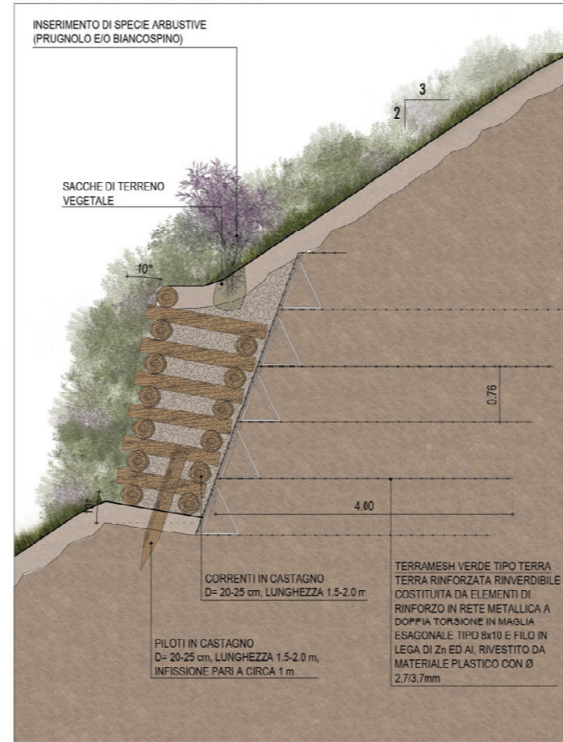 INSERIMENTO DI SPECIE ARBUSTIVE
(PRUGNOLO E/O BIANCOSPINO)
3
2
SACCHE DI TERRENO
VEGETALE
10°
0.76
4.00
10°
CORRENTI IN CASTAGNO
D= 20-25 cm, LUNGHEZZA 1.5-2.0 m
PILOTI IN CASTAGNO
D= 20-25 cm, LUNGHEZZA 1.5-2.0 m,
INFISSIONE PARI A CIRCA 1 m
TERRAMESH VERDE TIPO TERRA
TERRA RINFORZATA RINVERDIBILE
COSTITUITA DA ELEMENTI DI
RINFORZO IN RETE METALLICA A
DOPPIA TORSIONE IN MAGLIA
ESAGONALE TIPO 8x10 E FILO IN
LEGA DI Zn ED Al, RIVESTITO DA
MATERIALE PLASTICO CON Ø
2,7/3,7mm